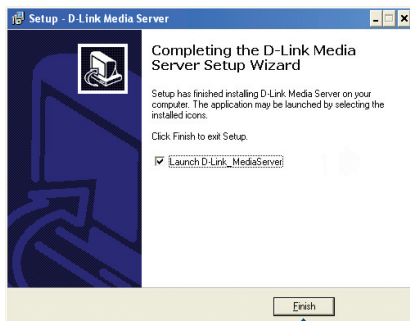 Setup - D-Link Media Server
Completing the D-Link Media
Server Setup Wizard
Setup has finished installing D-Link Media Server on your
computer. The application may be launched by selecting the
installed icons.
Click Finish to exit Setup.
Launch D-Link_MediaServer
Finish